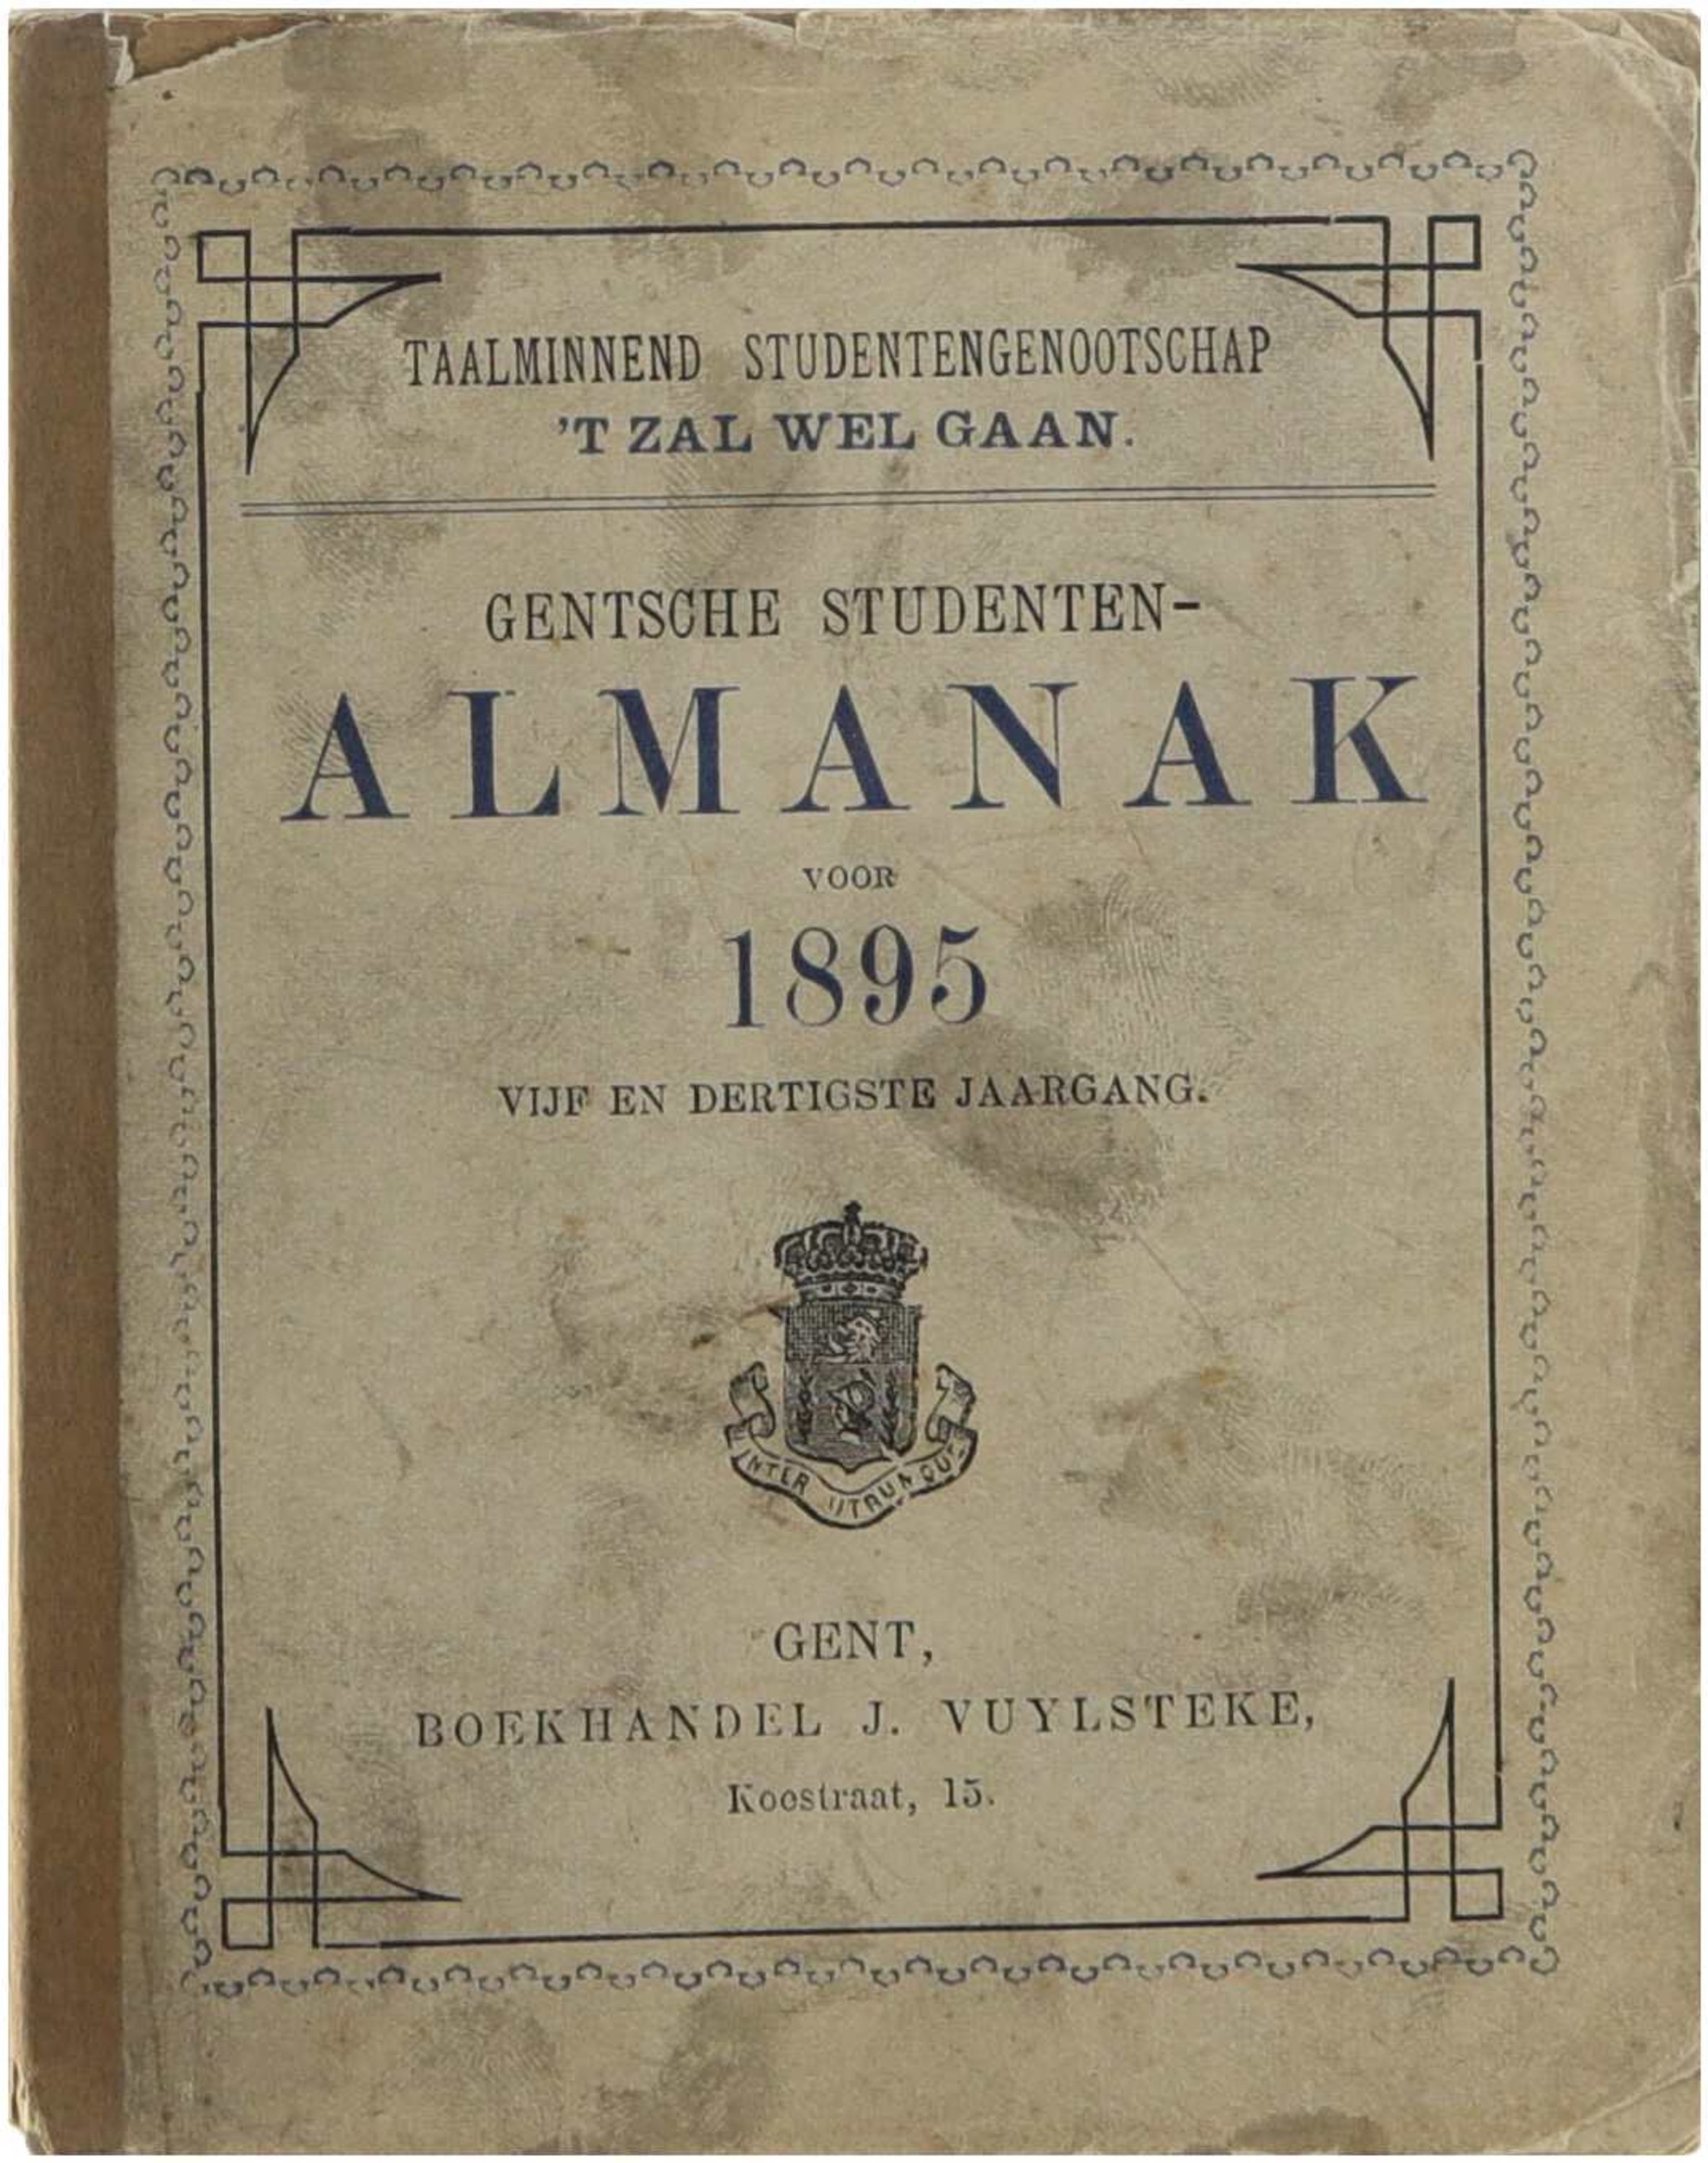 TAALMINNEND STUDENTENGENOOTSCHAP
'T ZAL WEL GAAN.
GENTSCHE STUDENTEN-
ALMANAK
VOOR
1895
VIJF EN DERTIGSTE JAARGANG.
INTER UTRUMQUE
GENT,
BOEKHANDEL J. VUYLSTEKE,
Koestraat, 15.